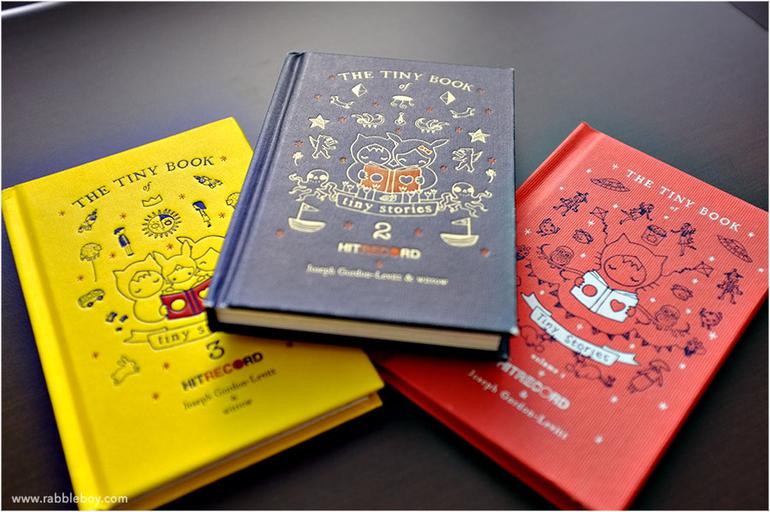 THE TINY BOOK
of
tiny stories
3
HITRECORD
Joseph Gordon-Levitt
&
wirrow
THE TINY BOOK
of
tiny stories
2
HITRECORD
Joseph Gordon-Levitt & wirrow
THE TINY BOOK
of
Tiny Stories
volume 1
HITRECORD
&
Joseph Gordon-Levitt
www.rabbleboy.com